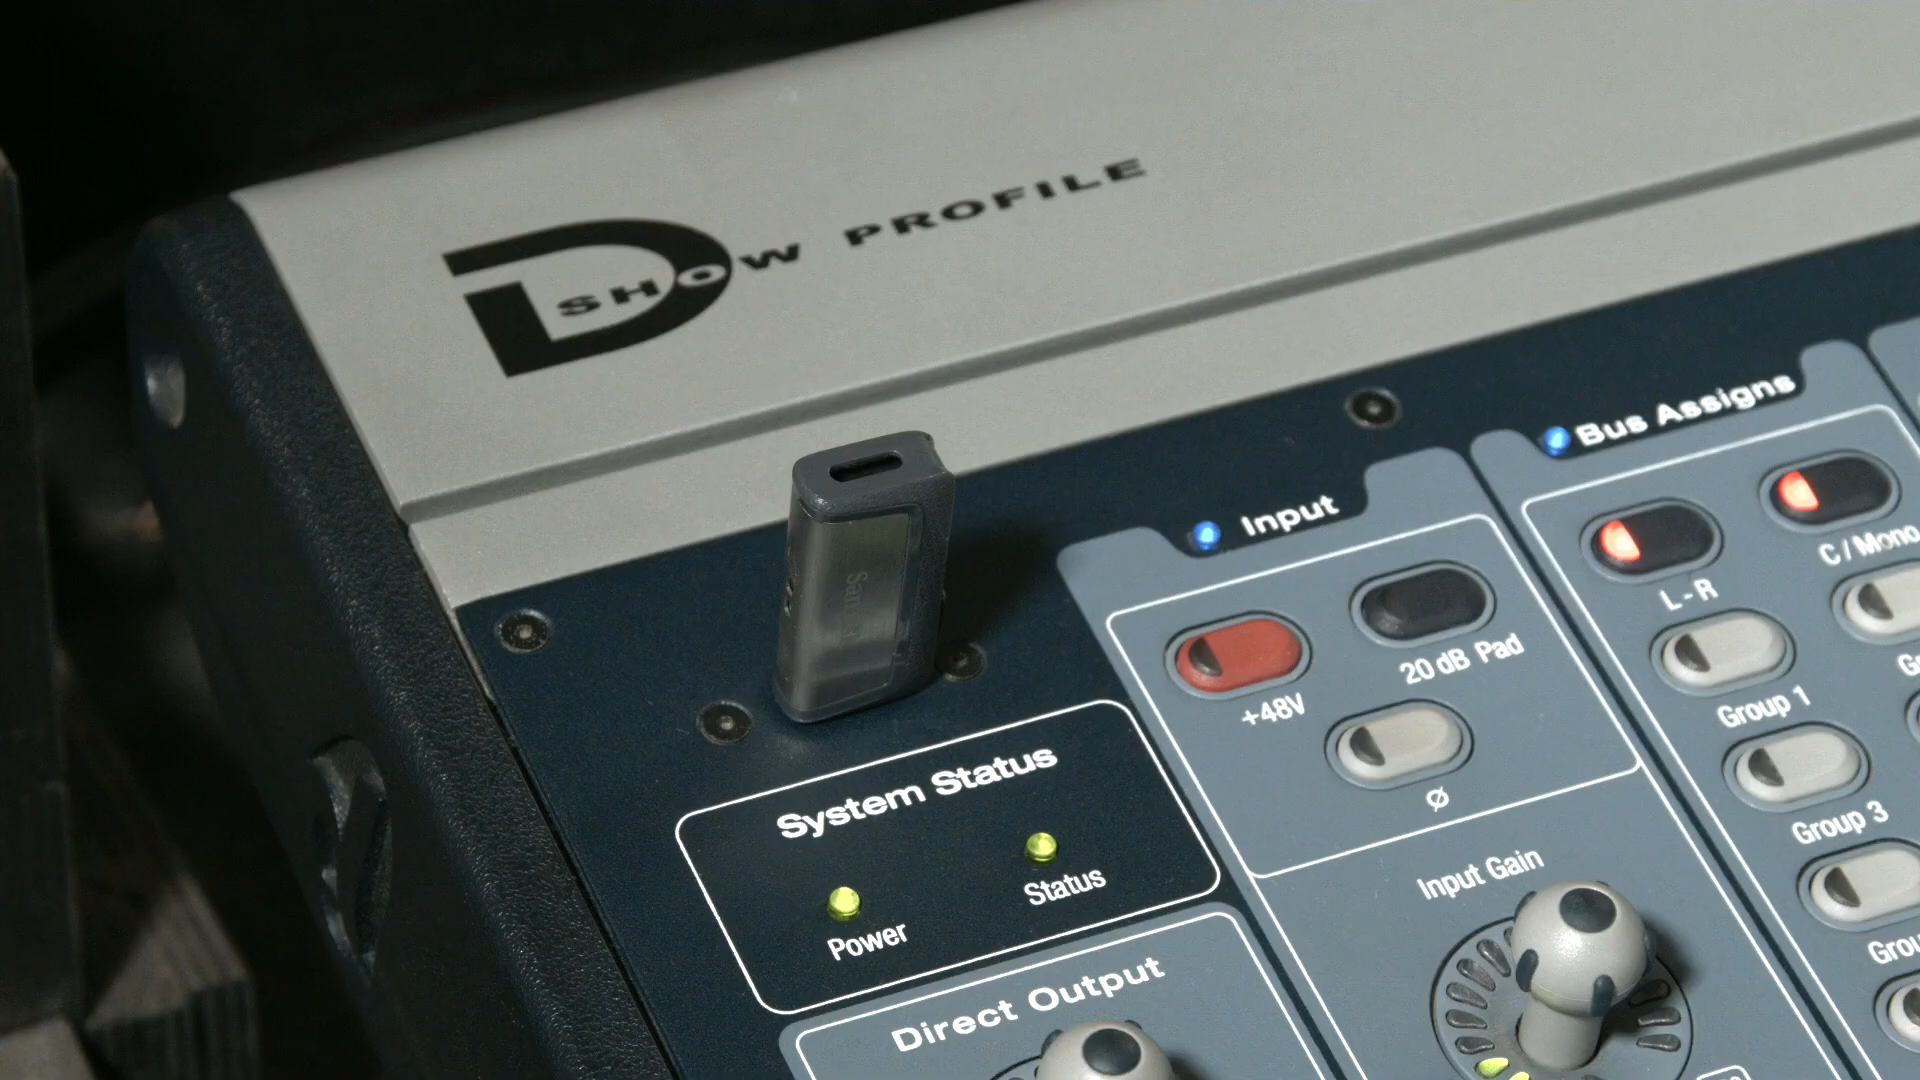 D SHOW PROFILE
Bus Assigns
Input
C / Mono
L - R
20 dB Pad
+48V
Group 1
System Status
Ø
Group 3
Input Gain
Status
Power
Direct Output